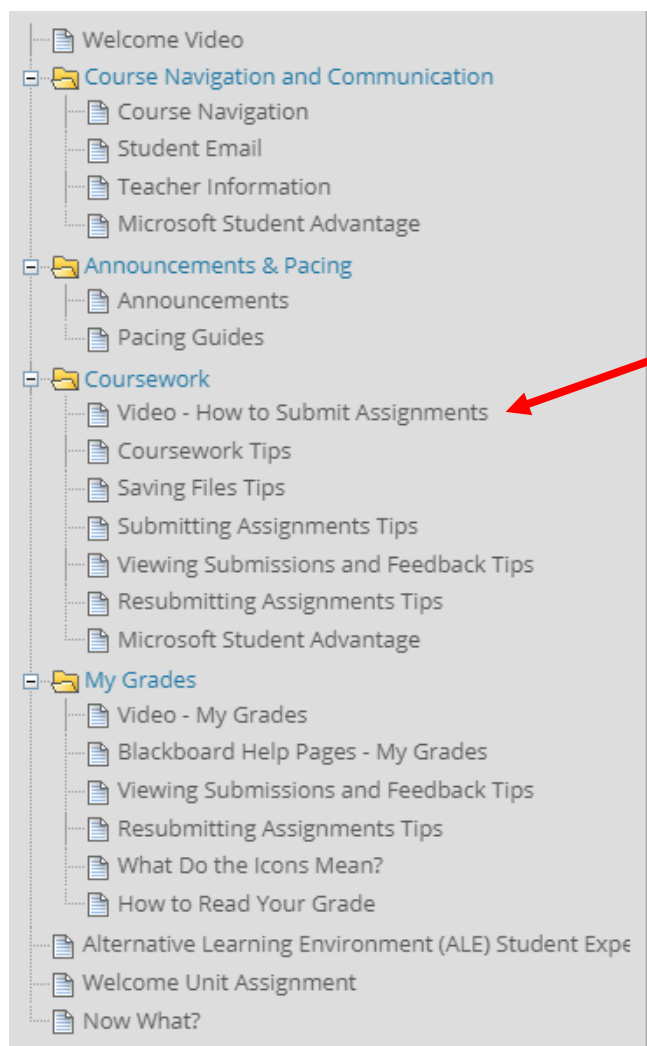 Welcome Video
Course Navigation and Communication
Course Navigation
Student Email
Teacher Information
Microsoft Student Advantage
Announcements & Pacing
Announcements
Pacing Guides
Coursework
Video - How to Submit Assignments
Coursework Tips
Saving Files Tips
Submitting Assignments Tips
Viewing Submissions and Feedback Tips
Resubmitting Assignments Tips
Microsoft Student Advantage
My Grades
Video - My Grades
Blackboard Help Pages - My Grades
Viewing Submissions and Feedback Tips
Resubmitting Assignments Tips
What Do the Icons Mean?
How to Read Your Grade
Alternative Learning Environment (ALE) Student Expe
Welcome Unit Assignment
Now What?